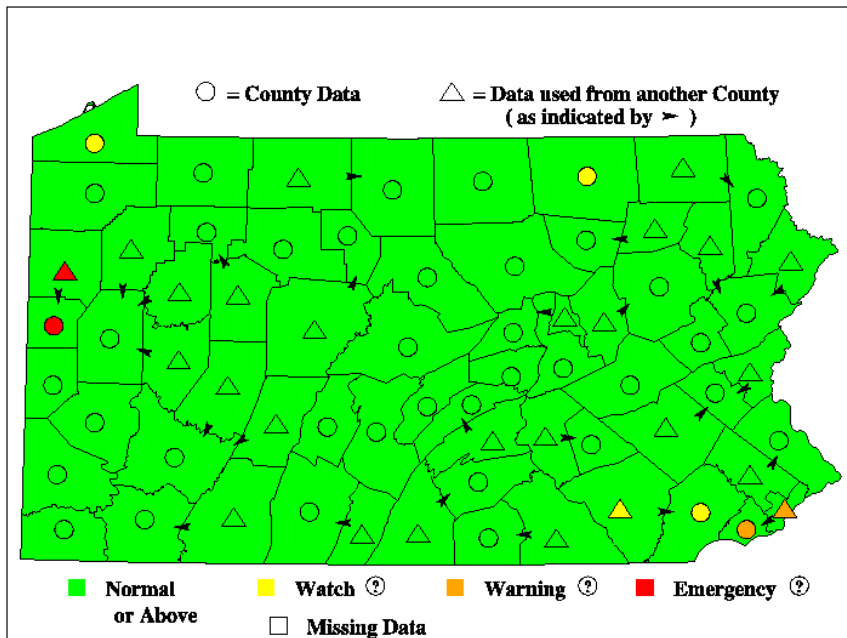 = County Data
= Data used from another County
( as indicated by ➤ )
Normal
or Above
Watch ?
Warning ?
Emergency ?
Missing Data